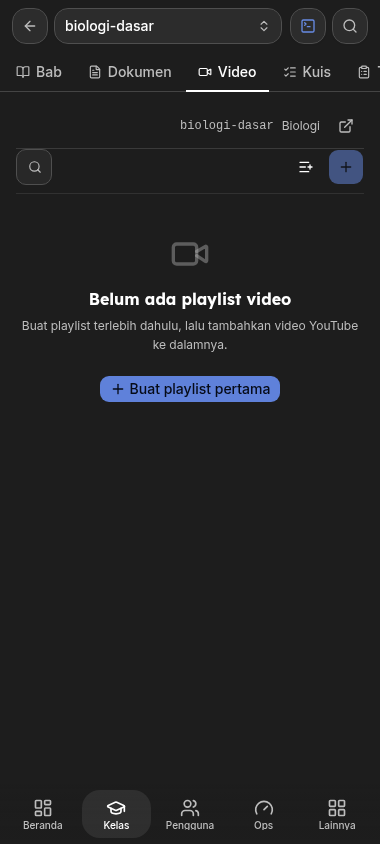 biologi-dasar
Bab
Dokumen
Video
Kuis
biologi-dasar Biologi
Belum ada playlist video
Buat playlist terlebih dahulu, lalu tambahkan video YouTube
ke dalamnya.
Buat playlist pertama
Beranda
Kelas
Pengguna
Ops
Lainnya